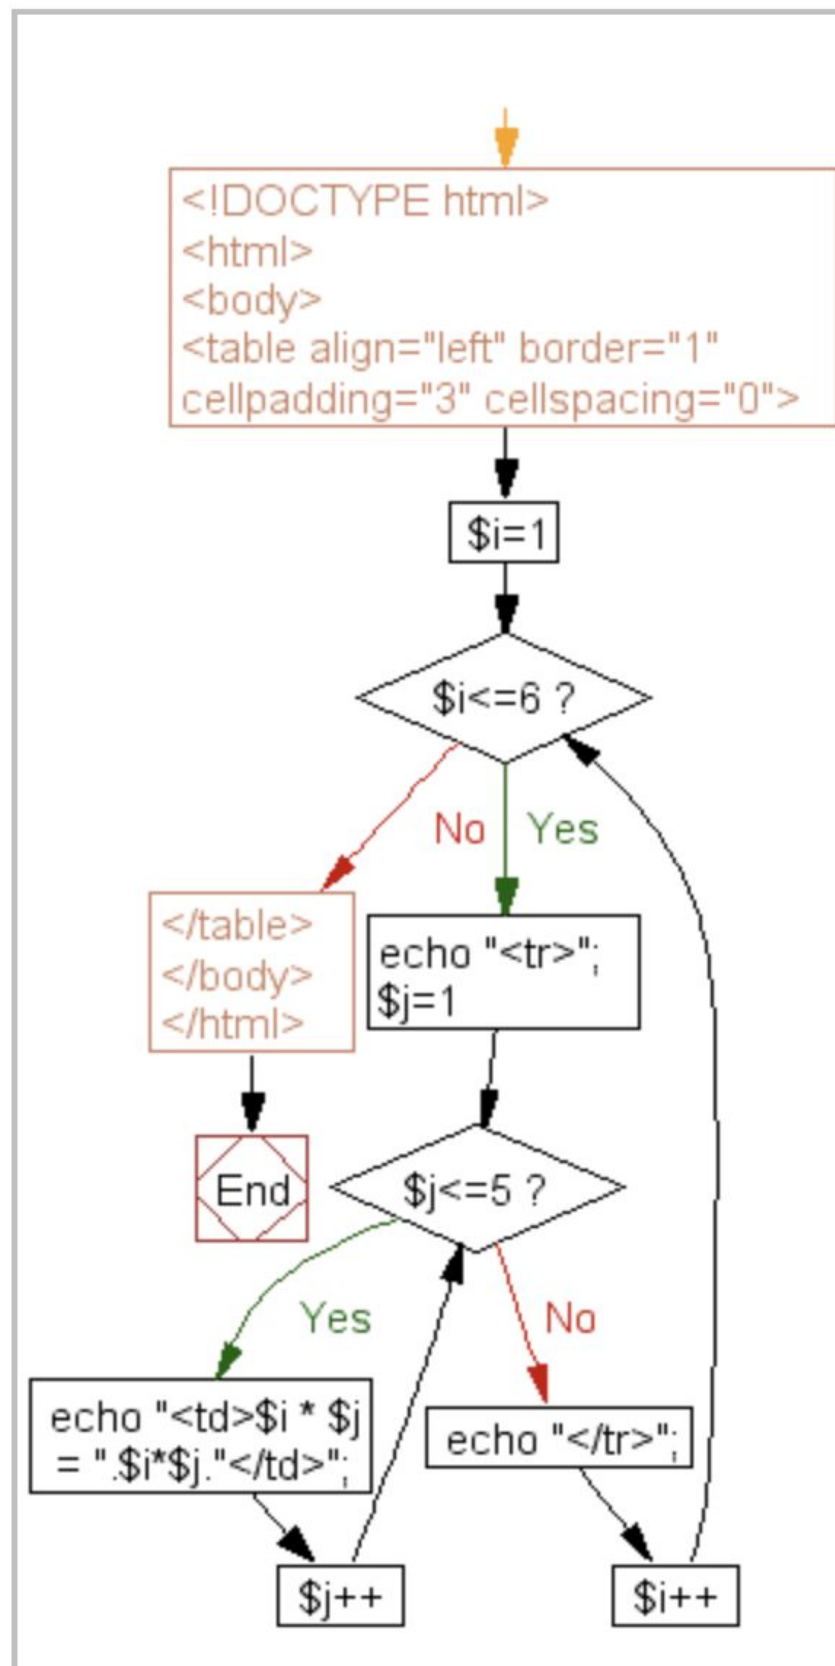 <!DOCTYPE html>
<html>
<body>
<table align="left" border="1"
cellpadding="3" cellspacing="0">
$i=1
$i<=6 ?
No
Yes
</table>
</body>
</html>
echo "<tr>";
$j=1
End
$j<=5 ?
Yes
No
echo "<td>$i * $j
= ".$i*$j."</td>";
echo "</tr>";
$j++
$i++